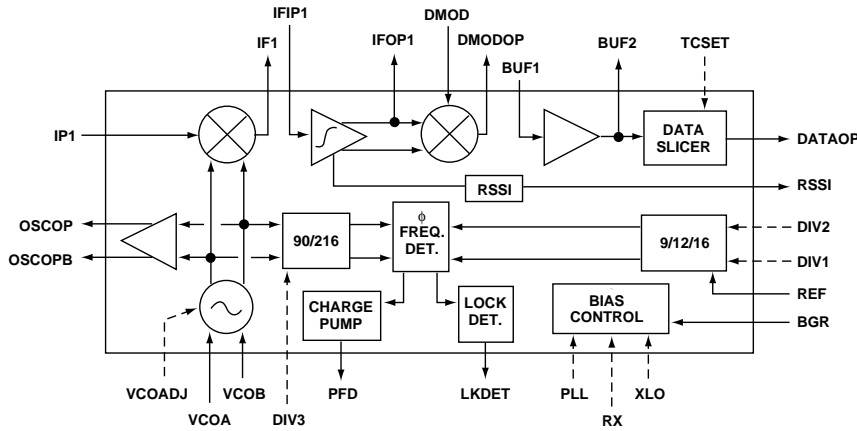 IFIP1
DMOD
IF1
IFOP1
DMODOP
BUF2
TCSET
BUF1
IP1
DATA
SLICER
DATAOP
RSSI
RSSI
OSCOP
OSCOPB
90/216
ϕ
FREQ.
DET.
9/12/16
DIV2
DIV1
REF
CHARGE
PUMP
LOCK
DET.
BIAS
CONTROL
BGR
VCOADJ
VCOB
PFD
LKDET
PLL
XLO
VCOA
DIV3
RX